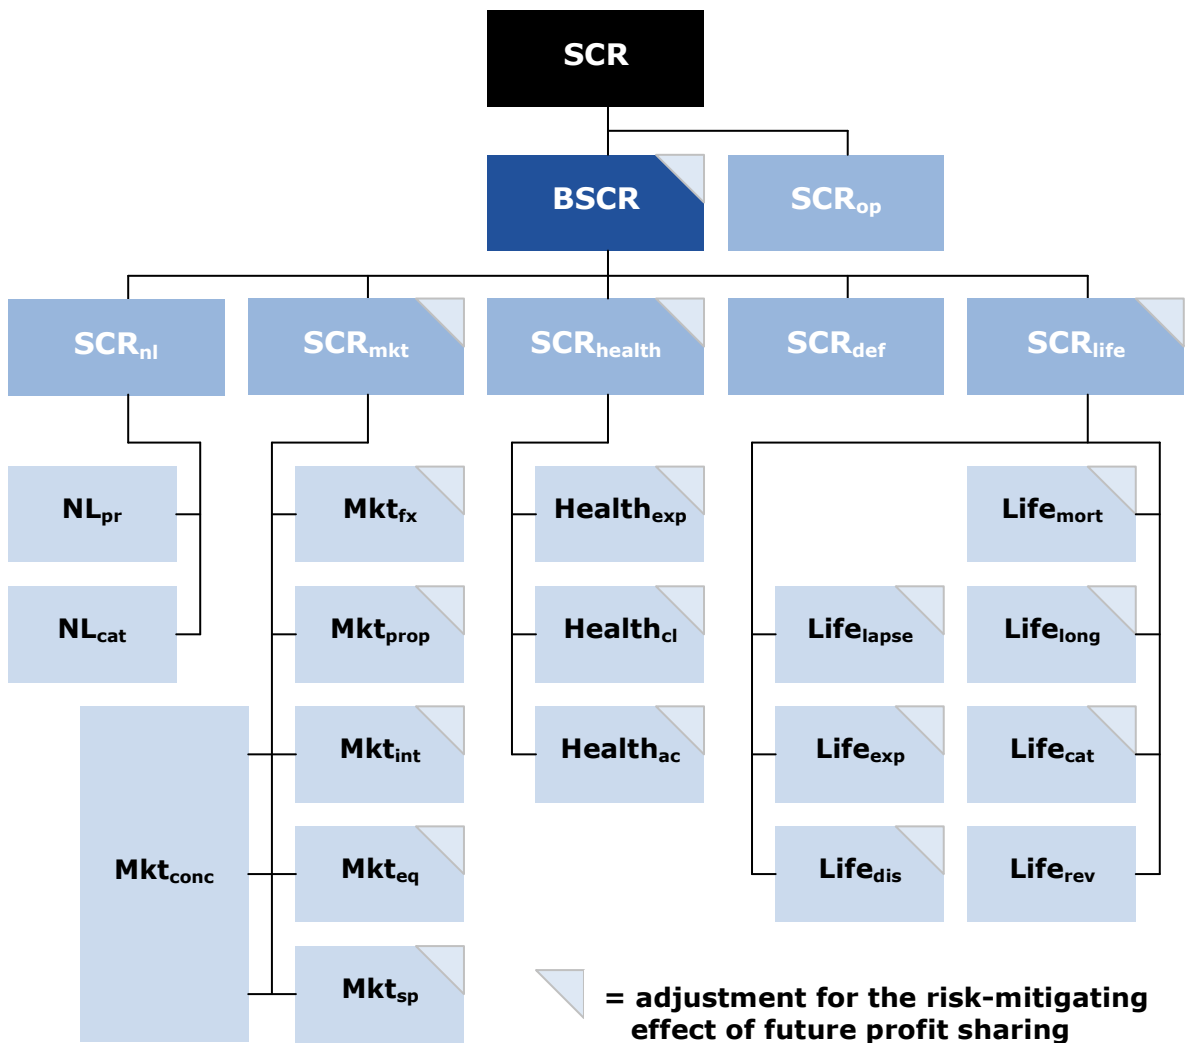 SCR
BSCR
SCRop
SCRnl
SCRmkt
SCRhealth
SCRdef
SCRlife
NLpr
Mktfx
Healthexp
Lifemort
NLcat
Mktprop
Healthcl
Lifelapse
Lifelong
Mktconc
Mktint
Healthac
Lifeexp
Lifecat
Mkteq
Lifedis
Liferev
Mktsp
= adjustment for the risk-mitigating
effect of future profit sharing